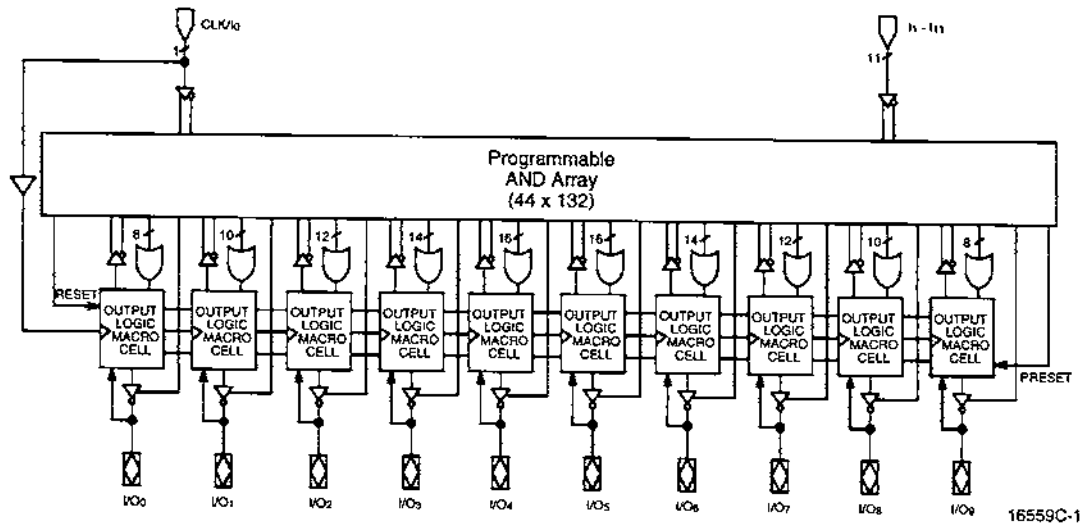 CLK/I0
I1 - I11
1
11
Programmable
AND Array
(44 x 132)
8
10
12
14
16
16
14
12
10
8
RESET
OUTPUT LOGIC MACRO CELL
OUTPUT LOGIC MACRO CELL
OUTPUT LOGIC MACRO CELL
OUTPUT LOGIC MACRO CELL
OUTPUT LOGIC MACRO CELL
OUTPUT LOGIC MACRO CELL
OUTPUT LOGIC MACRO CELL
OUTPUT LOGIC MACRO CELL
OUTPUT LOGIC MACRO CELL
OUTPUT LOGIC MACRO CELL
PRESET
I/O0
I/O1
I/O2
I/O3
I/O4
I/O5
I/O6
I/O7
I/O8
I/O9
16559C-1